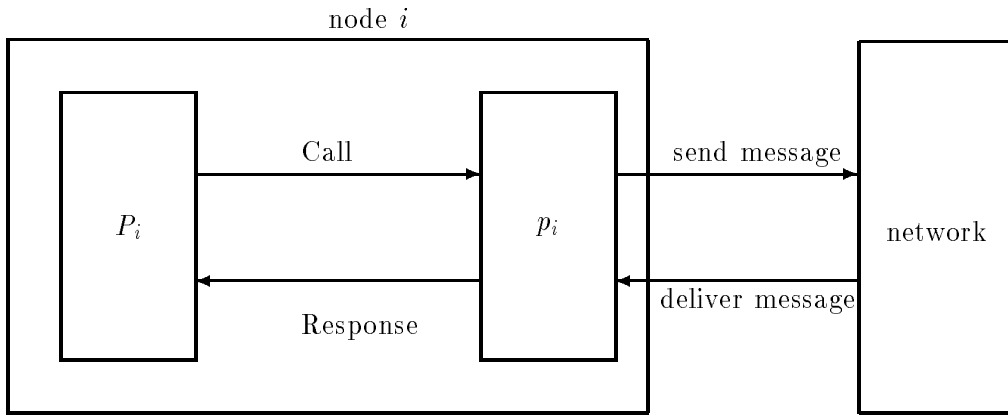 node i
Call
send message
P_i
p_i
network
deliver message
Response